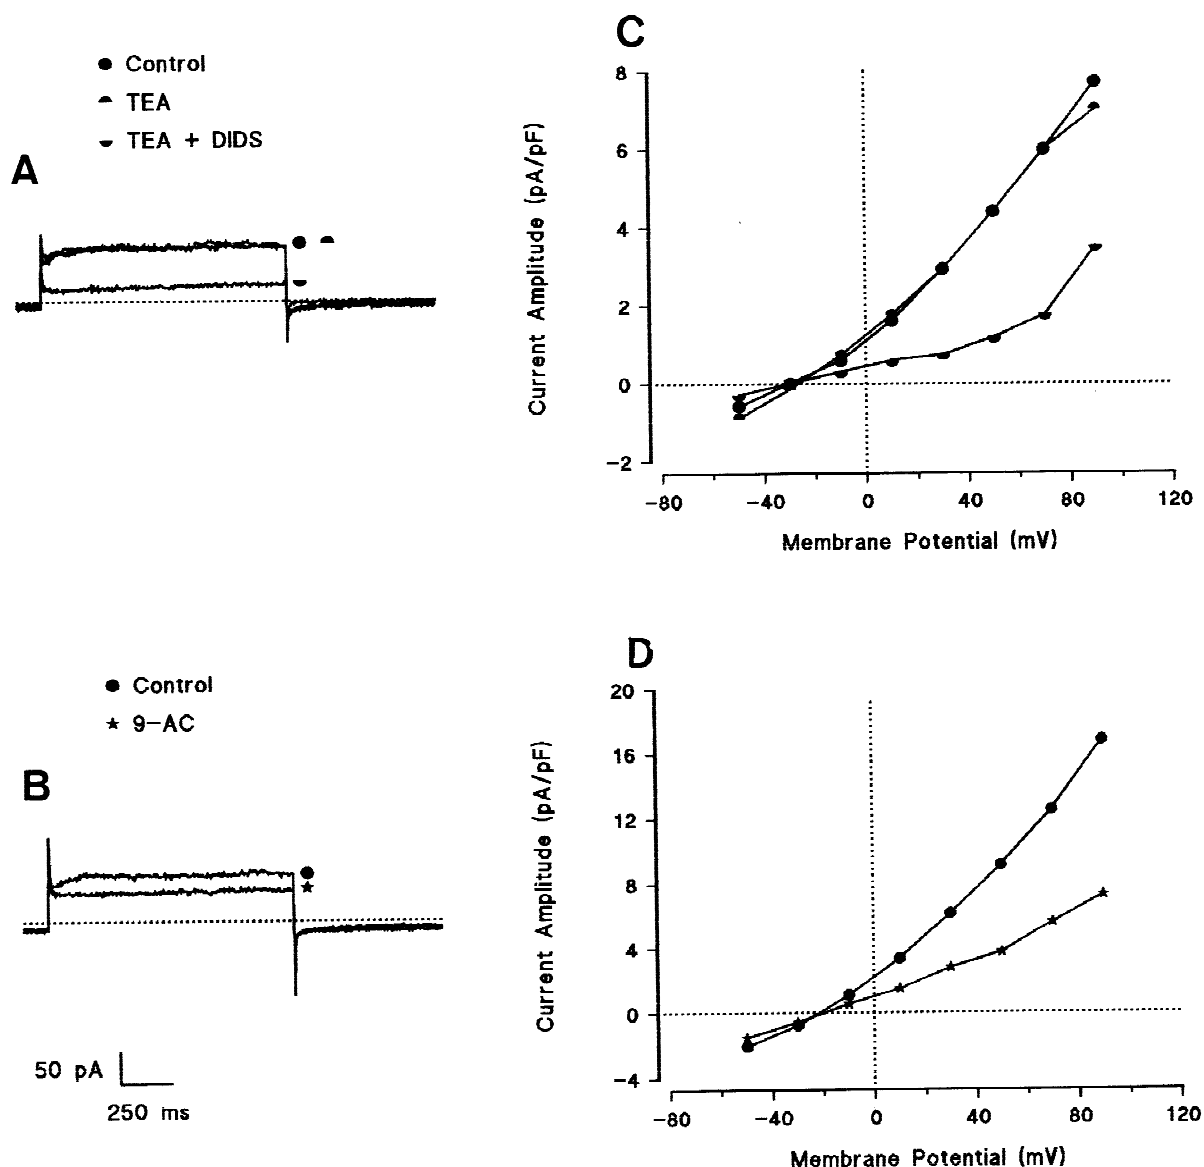 Control
TEA
TEA + DIDS
A
C
8
6
4
2
0
−2
Current Amplitude (pA/pF)
−80
−40
0
40
80
120
Membrane Potential (mV)
Control
9−AC
B
50 pA
250 ms
D
20
16
12
8
4
0
−4
Current Amplitude (pA/pF)
−80
−40
0
40
80
120
Membrane Potential (mV)